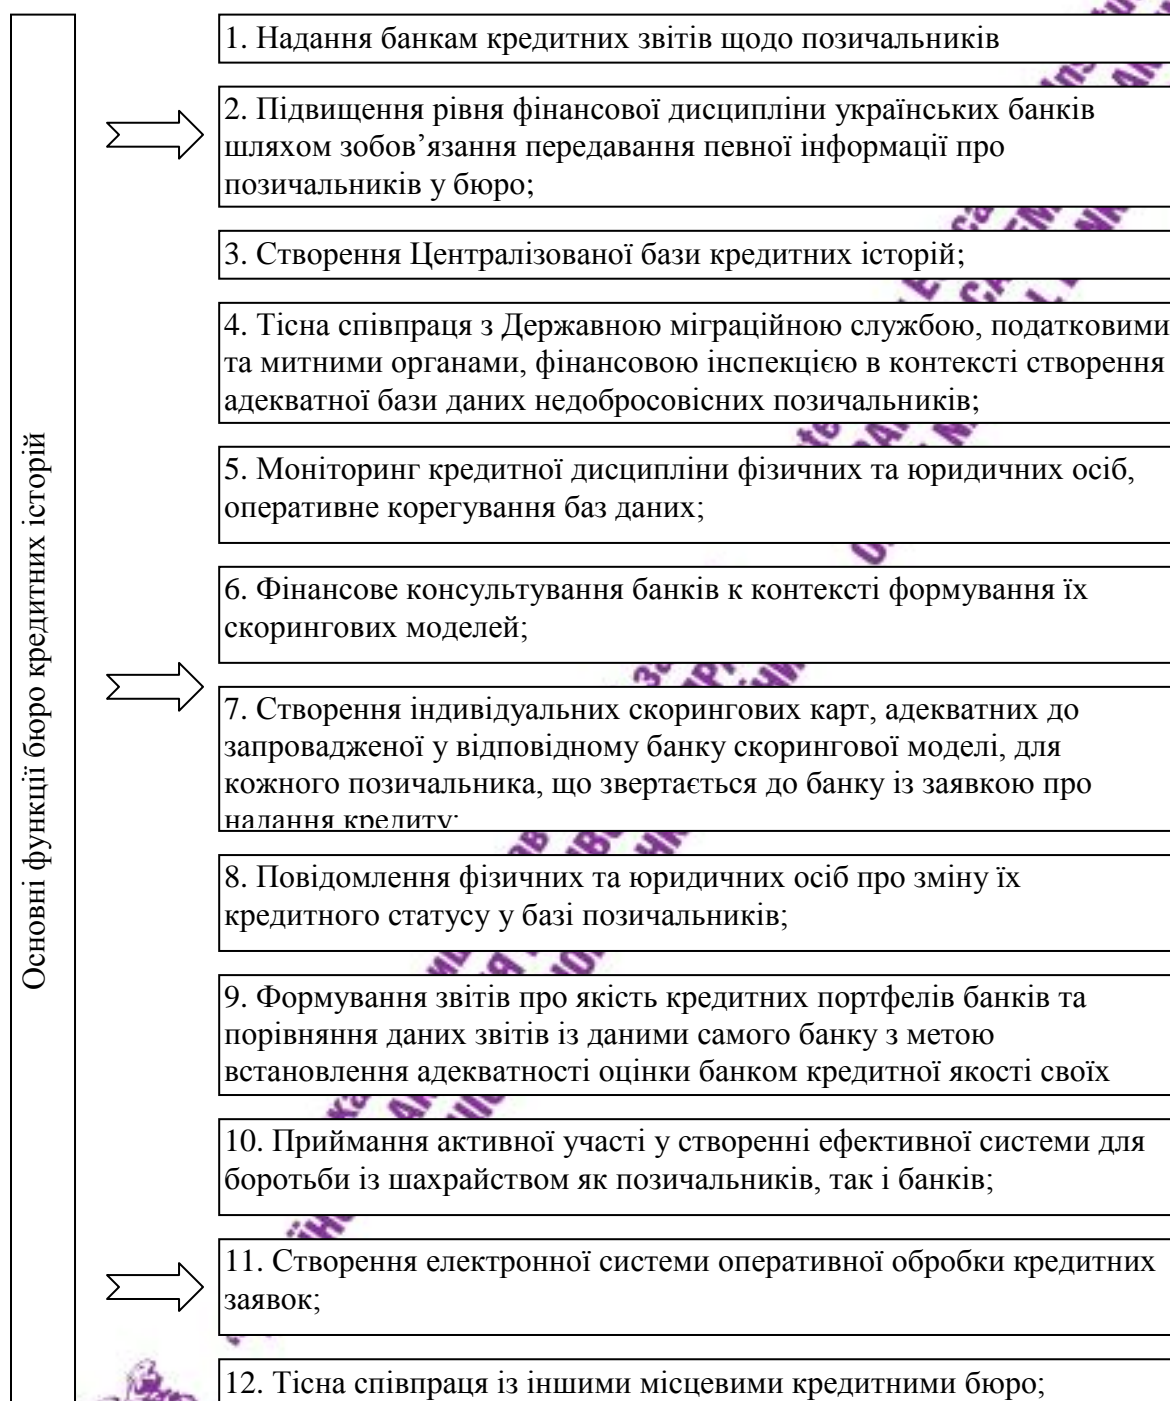 Основні функції бюро кредитних історій
1. Надання банкам кредитних звітів щодо позичальників
2. Підвищення рівня фінансової дисципліни українських банків
шляхом зобов’язання передавання певної інформації про
позичальників у бюро;
3. Створення Централізованої бази кредитних історій;
4. Тісна співпраця з Державною міграційною службою, податковими
та митними органами, фінансовою інспекцією в контексті створення
адекватної бази даних недобросовісних позичальників;
5. Моніторинг кредитної дисципліни фізичних та юридичних осіб,
оперативне корегування баз даних;
6. Фінансове консультування банків к контексті формування їх
скорингових моделей;
7. Створення індивідуальних скорингових карт, адекватних до
запровадженої у відповідному банку скорингової моделі, для
кожного позичальника, що звертається до банку із заявкою про
надання кредиту;
8. Повідомлення фізичних та юридичних осіб про зміну їх
кредитного статусу у базі позичальників;
9. Формування звітів про якість кредитних портфелів банків та
порівняння даних звітів із даними самого банку з метою
встановлення адекватності оцінки банком кредитної якості своїх
10. Приймання активної участі у створенні ефективної системи для
боротьби із шахрайством як позичальників, так і банків;
11. Створення електронної системи оперативної обробки кредитних
заявок;
12. Тісна співпраця із іншими місцевими кредитними бюро;